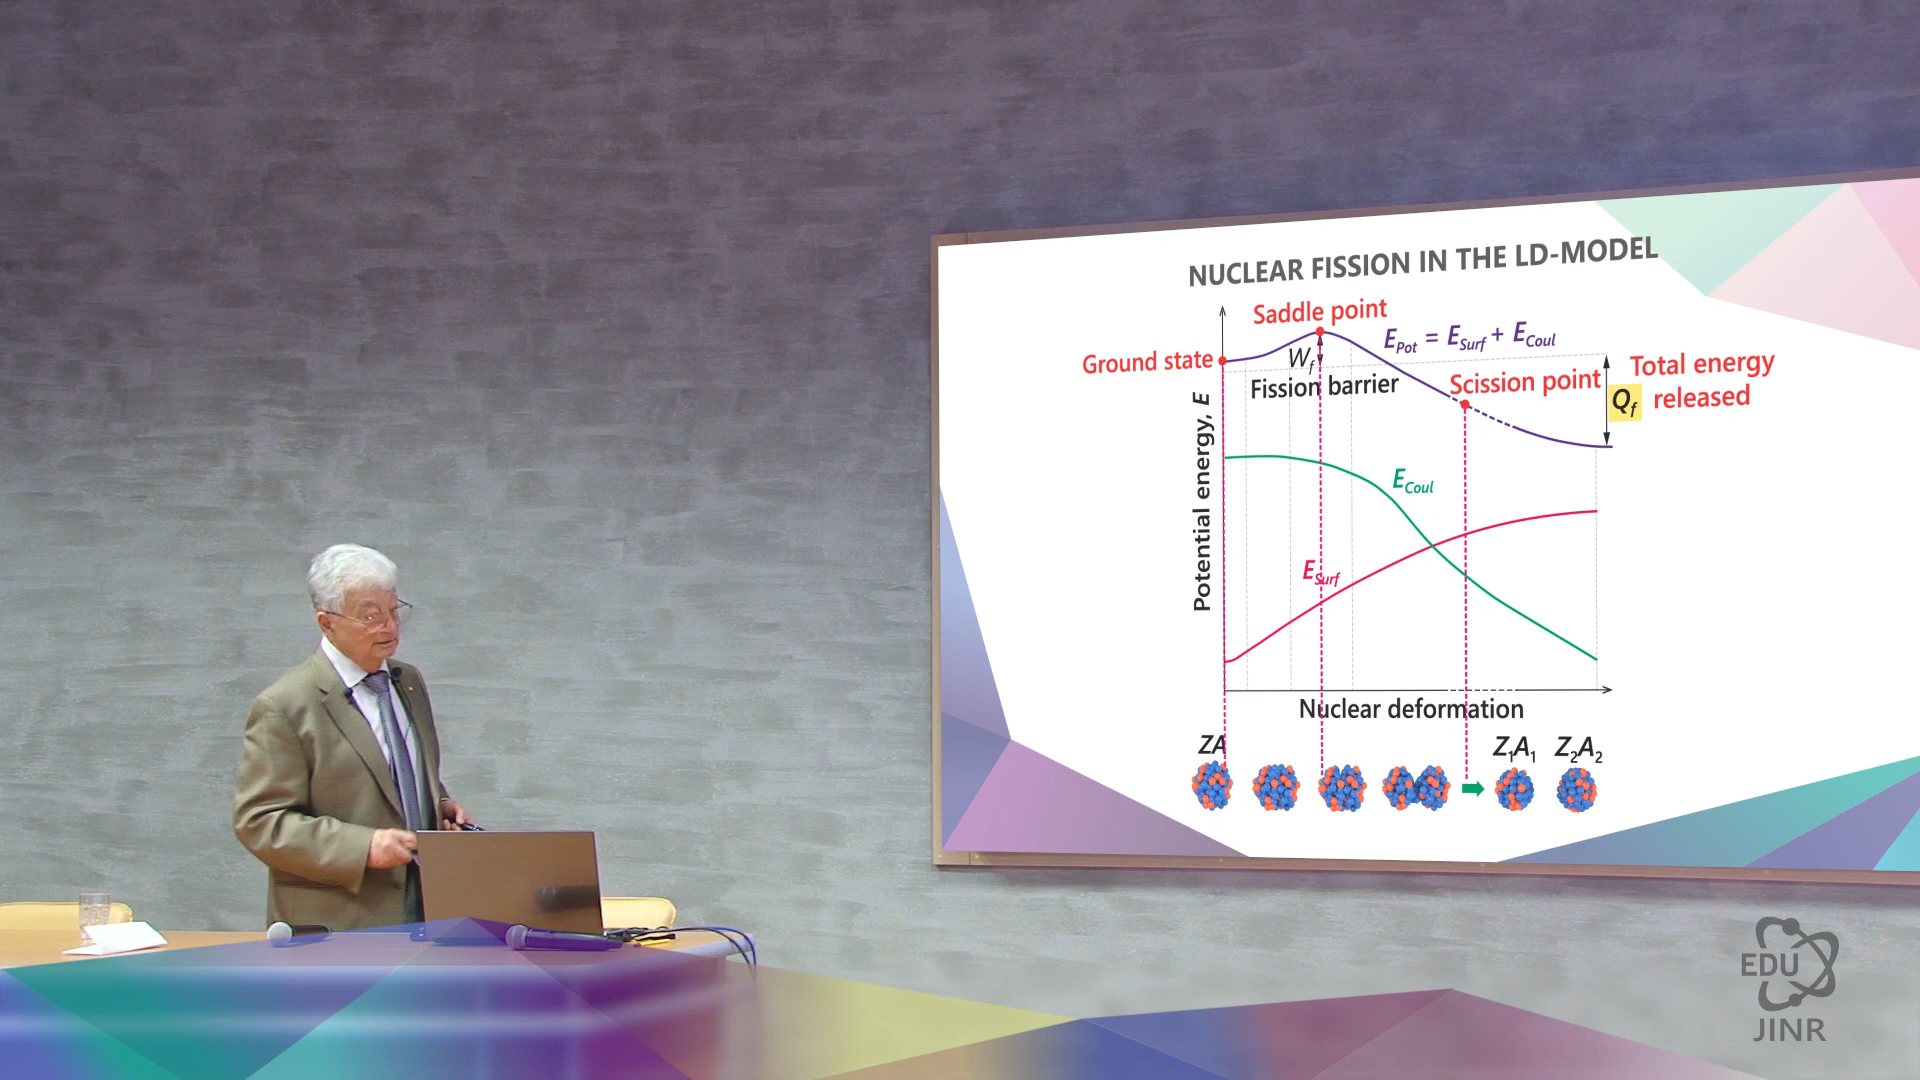 NUCLEAR FISSION IN THE LD-MODEL
Saddle point
E_Pot = E_Surf + E_Coul
Ground state
W_f
Fission barrier
Scission point
Total energy
released
Q_f
Potential energy, E
E_Coul
E_Surf
Nuclear deformation
ZA
Z₁A₁
Z₂A₂
EDU
JINR